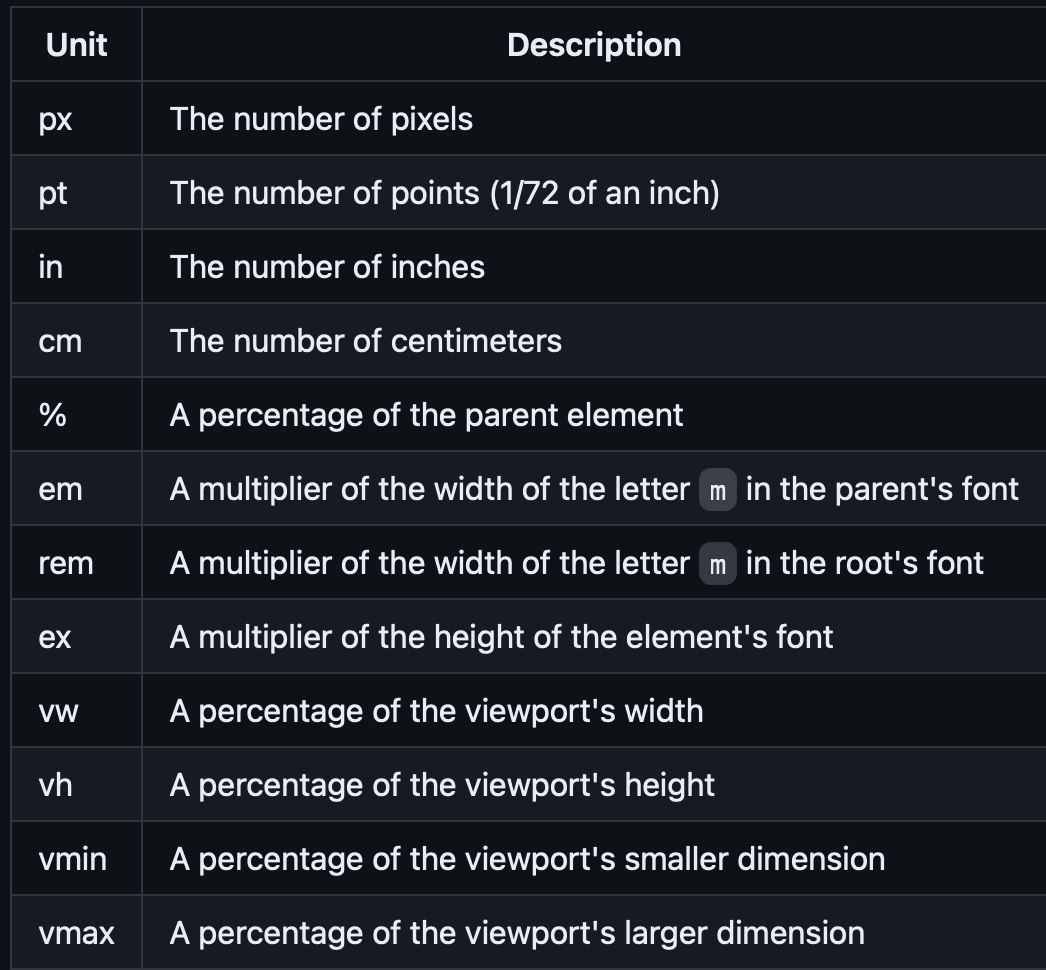 Unit Description
px The number of pixels
pt The number of points (1/72 of an inch)
in The number of inches
cm The number of centimeters
% A percentage of the parent element
em A multiplier of the width of the letter m in the parent's font
rem A multiplier of the width of the letter m in the root's font
ex A multiplier of the height of the element's font
vw A percentage of the viewport's width
vh A percentage of the viewport's height
vmin A percentage of the viewport's smaller dimension
vmax A percentage of the viewport's larger dimension